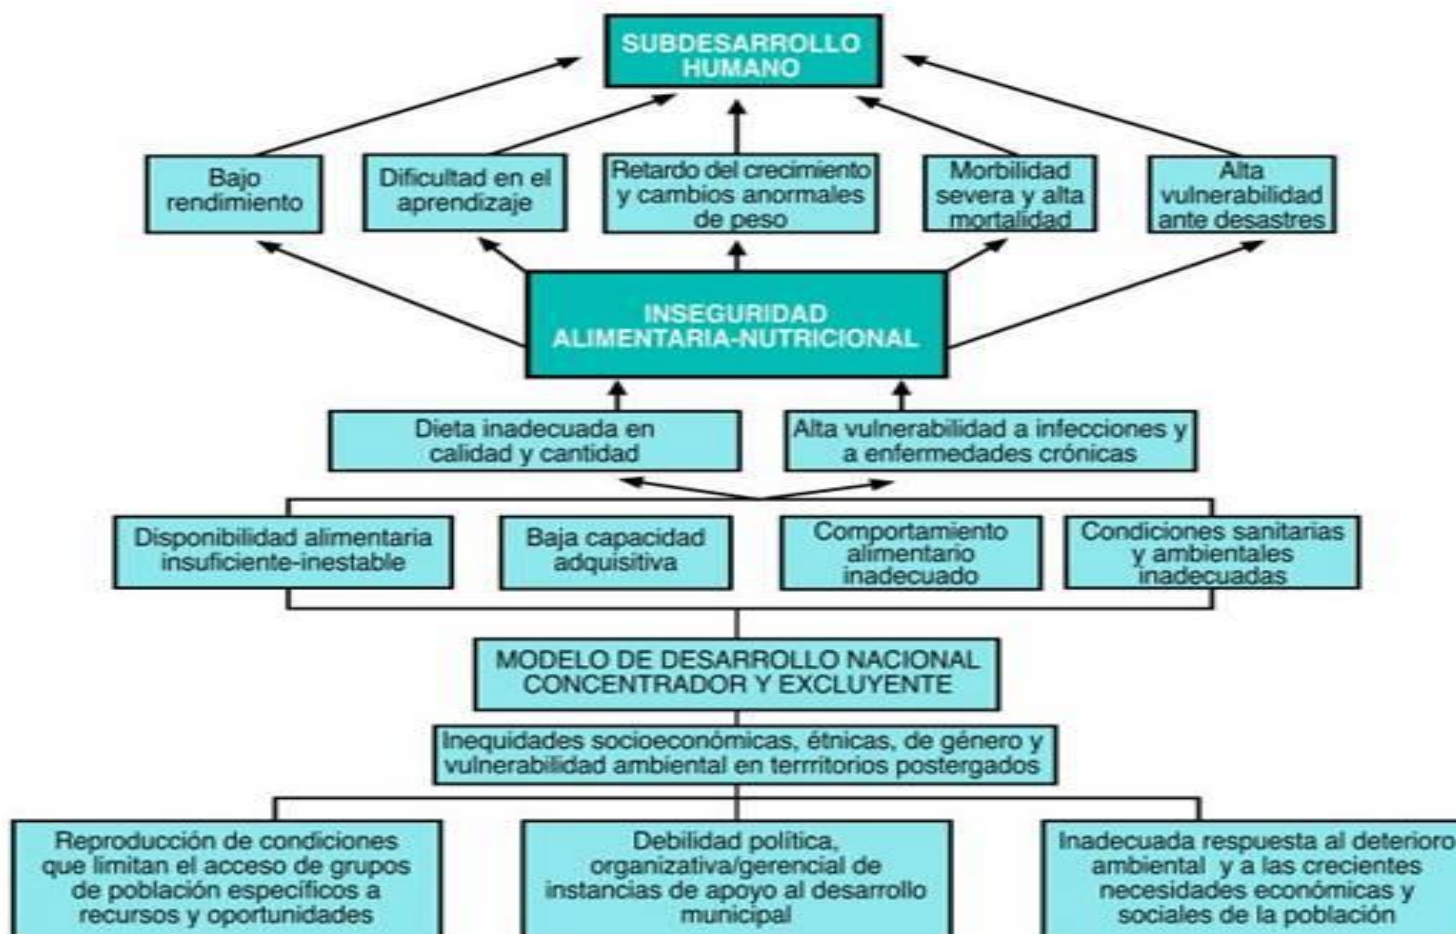 SUBDESARROLLO
HUMANO
Bajo
rendimiento
Dificultad en el
aprendizaje
Retardo del crecimiento
y cambios anormales
de peso
Morbilidad
severa y alta
mortalidad
Alta
vulnerabilidad
ante desastres
INSEGURIDAD
ALIMENTARIA-NUTRICIONAL
Dieta inadecuada en
calidad y cantidad
Alta vulnerabilidad a infecciones y
a enfermedades crónicas
Disponibilidad alimentaria
insuficiente-inestable
Baja capacidad
adquisitiva
Comportamiento
alimentario
inadecuado
Condiciones sanitarias
y ambientales
inadecuadas
MODELO DE DESARROLLO NACIONAL
CONCENTRADOR Y EXCLUYENTE
Inequidades socioeconómicas, étnicas, de género y
vulnerabilidad ambiental en terrritorios postergados
Reproducción de condiciones
que limitan el acceso de grupos
de población específicos a
recursos y oportunidades
Debilidad política,
organizativa/gerencial de
instancias de apoyo al desarrollo
municipal
Inadecuada respuesta al deterioro
ambiental y a las crecientes
necesidades económicas y
sociales de la población